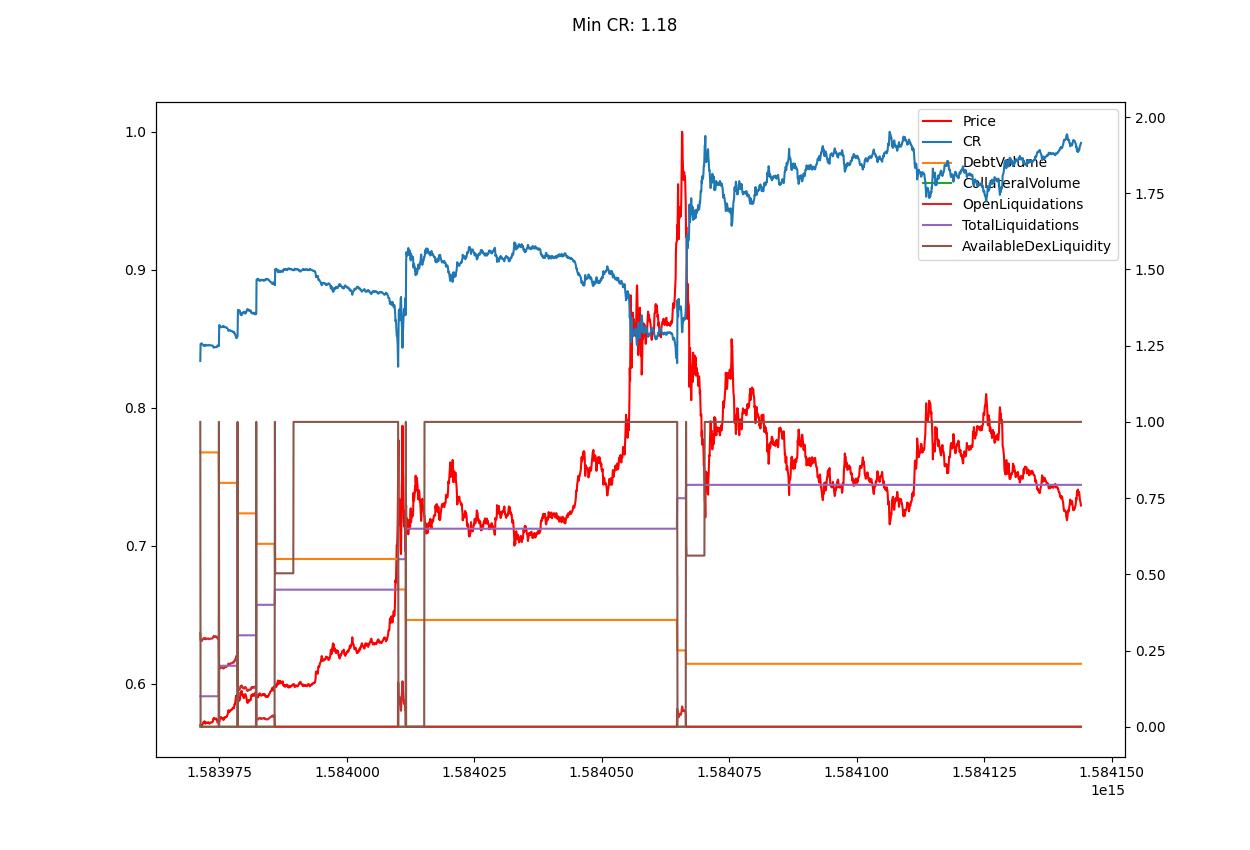 Min CR: 1.18
1.0
0.9
0.8
0.7
0.6
2.00
1.75
1.50
1.25
1.00
0.75
0.50
0.25
0.00
Price
CR
DebtVolume
CollateralVolume
OpenLiquidations
TotalLiquidations
AvailableDexLiquidity
1.583975 1.584000 1.584025 1.584050 1.584075 1.584100 1.584125 1.584150
1e15